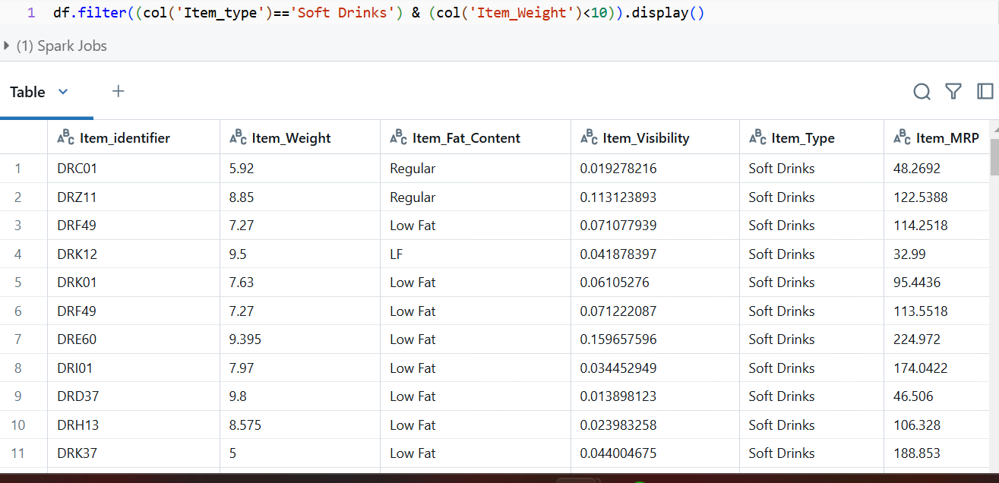 1 df.filter((col('Item_type')=='Soft Drinks') & (col('Item_Weight')<10)).display()
(1) Spark Jobs
Table
ABC Item_identifier ABC Item_Weight ABC Item_Fat_Content ABC Item_Visibility ABC Item_Type ABC Item_MRP
1 DRC01 5.92 Regular 0.019278216 Soft Drinks 48.2692
2 DRZ11 8.85 Regular 0.113123893 Soft Drinks 122.5388
3 DRF49 7.27 Low Fat 0.071077939 Soft Drinks 114.2518
4 DRK12 9.5 LF 0.041878397 Soft Drinks 32.99
5 DRK01 7.63 Low Fat 0.06105276 Soft Drinks 95.4436
6 DRF49 7.27 Low Fat 0.071222087 Soft Drinks 113.5518
7 DRE60 9.395 Low Fat 0.159657596 Soft Drinks 224.972
8 DRI01 7.97 Low Fat 0.034452949 Soft Drinks 174.0422
9 DRD37 9.8 Low Fat 0.013898123 Soft Drinks 46.506
10 DRH13 8.575 Low Fat 0.023983258 Soft Drinks 106.328
11 DRK37 5 Low Fat 0.044004675 Soft Drinks 188.853